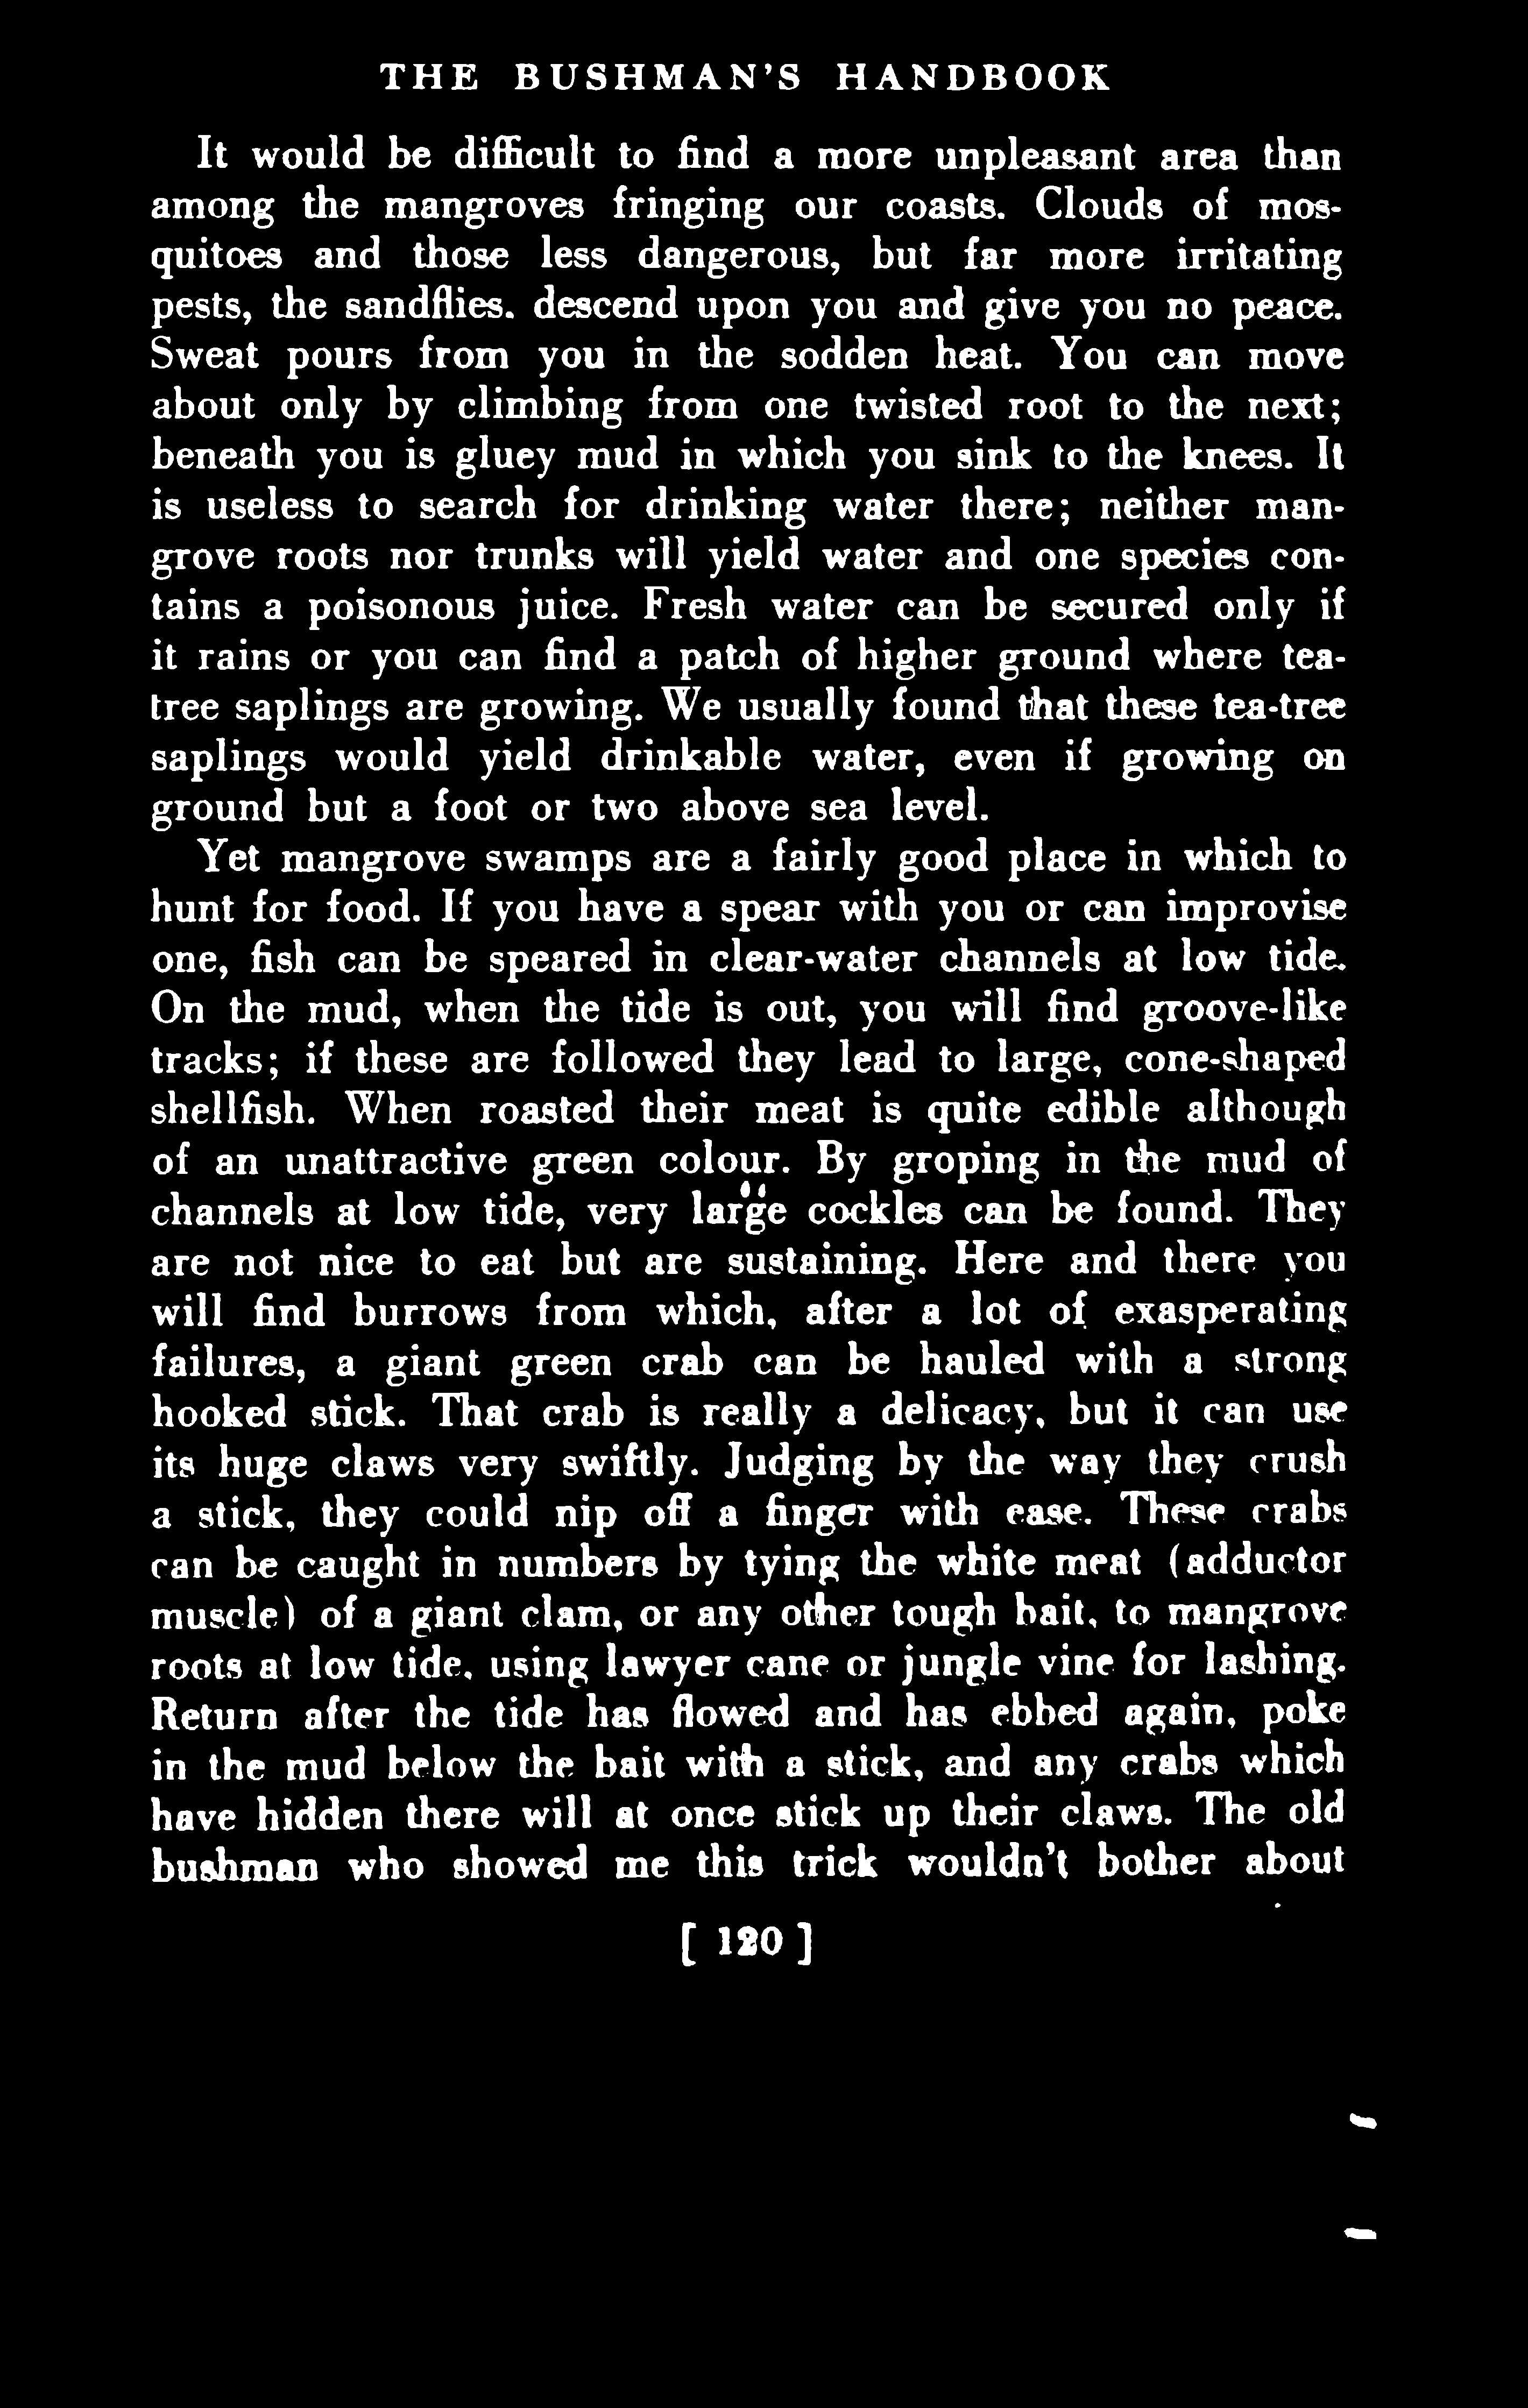 THE BUSHMAN'S HANDBOOK
It would be difficult to find a more unpleasant area than
among the mangroves fringing our coasts. Clouds of mos-
quitoes and those less dangerous, but far more irritating
pests, the sandflies. descend upon you and give you no peace.
Sweat pours from you in the sodden heat. You can move
about only by climbing from one twisted root to the next;
beneath you is gluey mud in which you sink to the knees. It
is useless to search for drinking water there; neither man-
grove roots nor trunks will yield water and one species con-
tains a poisonous juice. Fresh water can be secured only if
it rains or you can find a patch of higher ground where tea-
tree saplings are growing. We usually found that these tea-tree
saplings would yield drinkable water, even if growing on
ground but a foot or two above sea level.
Yet mangrove swamps are a fairly good place in which to
hunt for food. If you have a spear with you or can improvise
one, fish can be speared in clear-water channels at low tide.
On the mud, when the tide is out, you will find groove-like
tracks; if these are followed they lead to large, cone-shaped
shellfish. When roasted their meat is quite edible although
of an unattractive green colour. By groping in the mud of
channels at low tide, very large cockles can be found. They
are not nice to eat but are sustaining. Here and there you
will find burrows from which, after a lot of exasperating
failures, a giant green crab can be hauled with a strong
hooked stick. That crab is really a delicacy, but it can use
its huge claws very swiftly. Judging by the way they crush
a stick, they could nip off a finger with ease. These crabs
can be caught in numbers by tying the white meat (adductor
muscle) of a giant clam, or any other tough bait, to mangrove
roots at low tide, using lawyer cane or jungle vine for lashing.
Return after the tide has flowed and has ebbed again, poke
in the mud below the bait with a stick, and any crabs which
have hidden there will at once stick up their claws. The old
bushman who showed me this trick wouldn't bother about
[ 120 ]